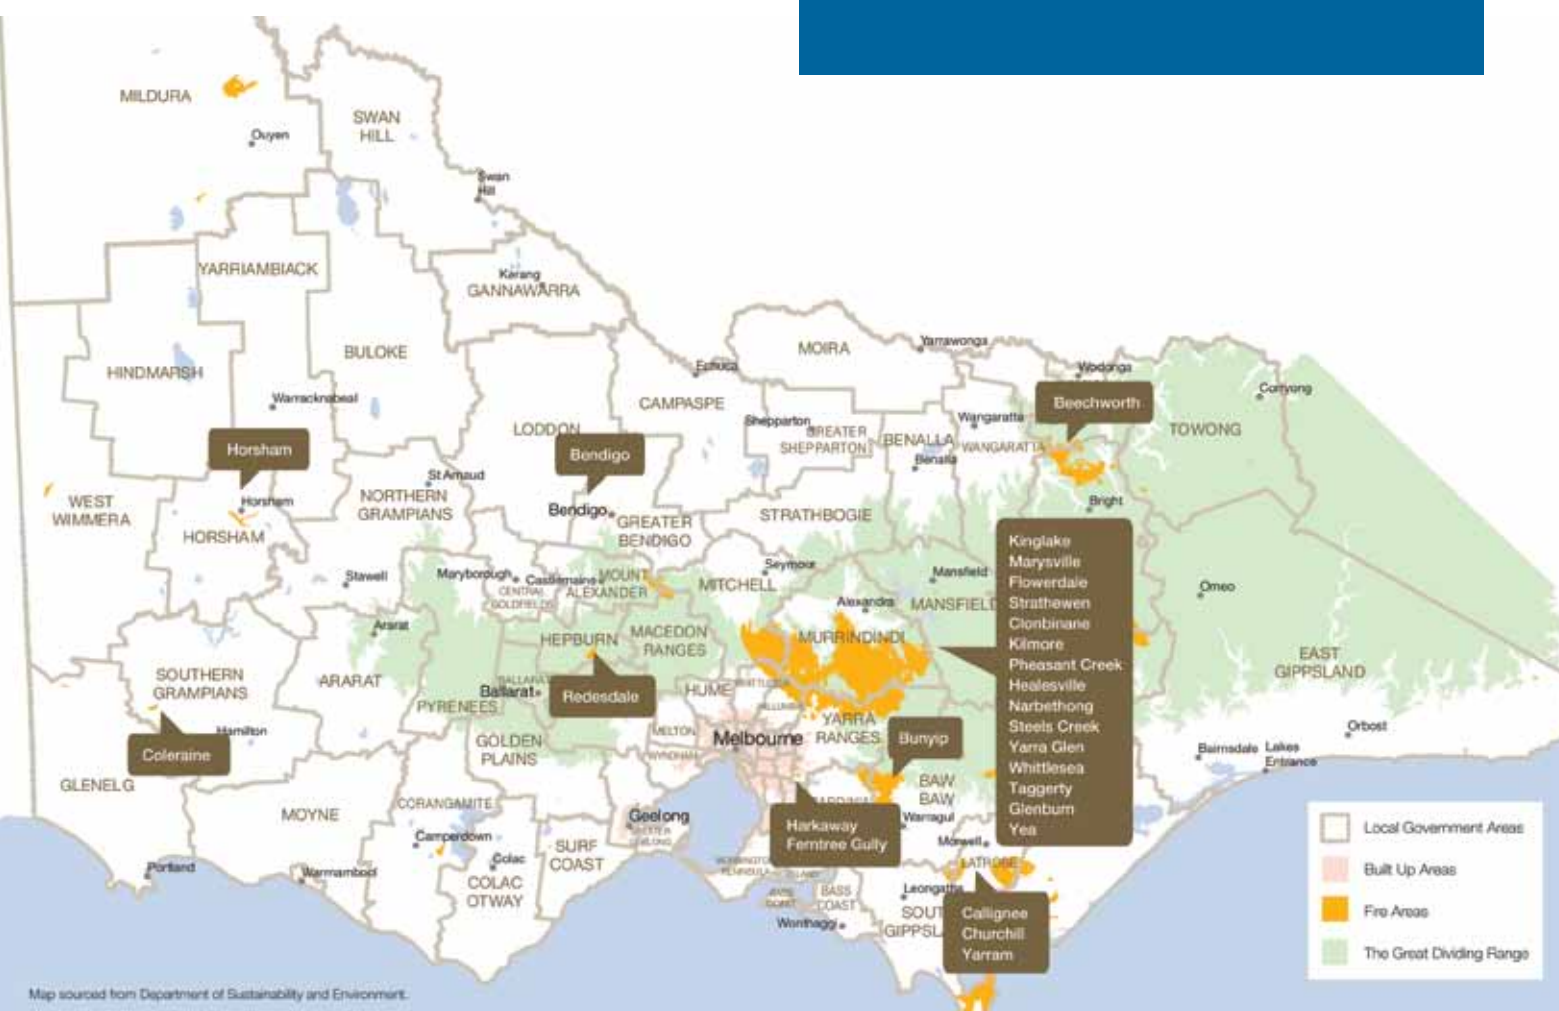 MILDURA
Ouyen
SWAN
HILL
Swan
Hill
YARRIAMBIACK
Kerang
GANNAWARRA
HINDMARSH
BULOKE
MOIRA
Yarrawonga
Echuca
Wodonga
Corryong
Warracknabeal
CAMPASPE
Beechworth
Shepparton
GREATER
SHEPPARTON
Wangaratta
WANGARATTA
BENALLA
Benalla
TOWONG
LODDON
Horsham
Bendigo
St Arnaud
WEST
WIMMERA
Horsham
HORSHAM
NORTHERN
GRAMPIANS
Bendigo
GREATER
BENDIGO
STRATHBOGIE
Bright
Stawell
Maryborough
Castlemaine
CENTRAL
GOLDFIELDS
MOUNT
ALEXANDER
MITCHELL
Seymour
Mansfield
MANSFIELD
Alexandra
Omeo
Kinglake
Marysville
Flowerdale
Strathewen
Clonbinane
Kilmore
Pheasant Creek
Healesville
Narbethong
Steels Creek
Yarra Glen
Whittlesea
Taggerty
Glenburn
Yea
Ararat
HEPBURN
MACEDON
RANGES
MURRINDINDI
EAST
GIPPSLAND
SOUTHERN
GRAMPIANS
ARARAT
Ballarat
PYRENEES
Redesdale
HUME
YARRA
RANGES
Bunyip
Hamilton
Coleraine
GOLDEN
PLAINS
MELTON
WYNDHAM
Melbourne
Orbost
Bairnsdale
Lakes
Entrance
GLENELG
MOYNE
CORANGAMITE
Camperdown
Colac
COLAC
OTWAY
SURF
COAST
Geelong
BAW
BAW
Warragul
Harkaway
Ferntree Gully
Morwell
LATROBE
Portland
Warrnambool
BASS
COAST
Leongatha
Wonthaggi
Callignee
Churchill
Yarram
Local Government Areas
Built Up Areas
Fire Areas
The Great Dividing Range
Map sourced from Department of Sustainability and Environment.